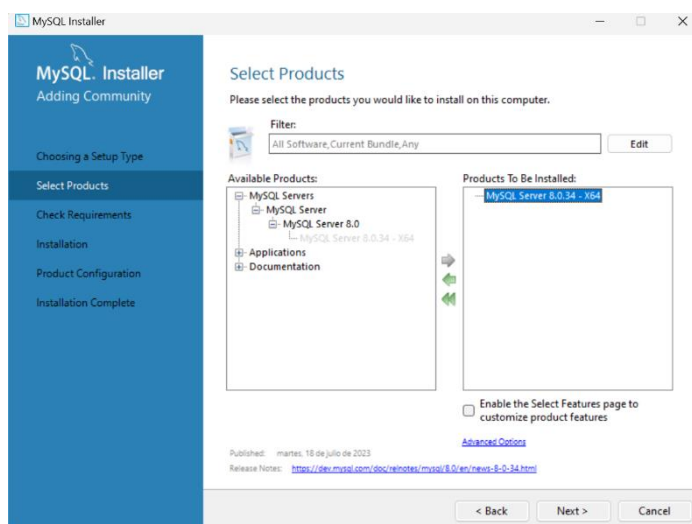 MySQL Installer
MySQL. Installer
Adding Community
Choosing a Setup Type
Select Products
Check Requirements
Installation
Product Configuration
Installation Complete
Select Products
Please select the products you would like to install on this computer.
Filter:
All Software,Current Bundle,Any
Edit
Available Products:
MySQL Servers
MySQL Server
MySQL Server 8.0
MySQL Server 8.0.34 - X64
Applications
Documentation
Products To Be Installed:
MySQL Server 8.0.34 - X64
Enable the Select Features page to
customize product features
Advanced Options
Published: martes, 18 de julio de 2023
Release Notes: https://dev.mysql.com/doc/relnotes/mysql/8.0/en/news-8-0-34.html
< Back
Next >
Cancel